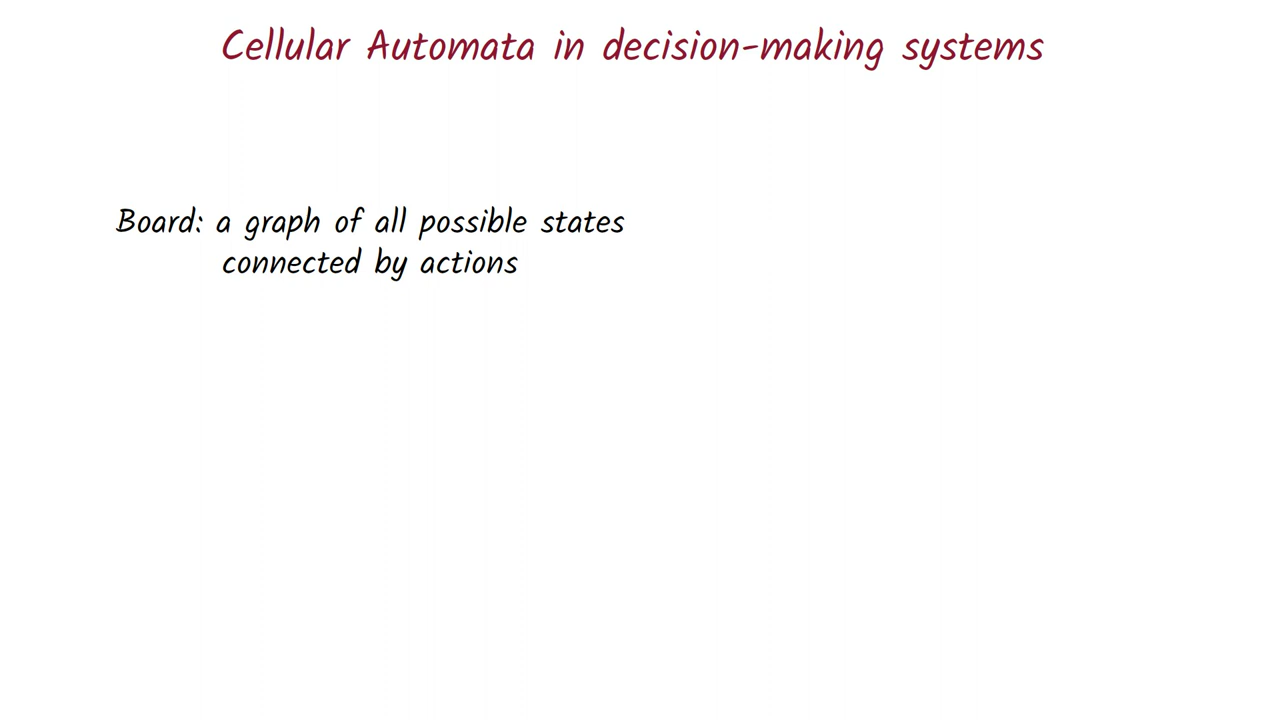 Cellular Automata in decision-making systems
Board: a graph of all possible states
connected by actions